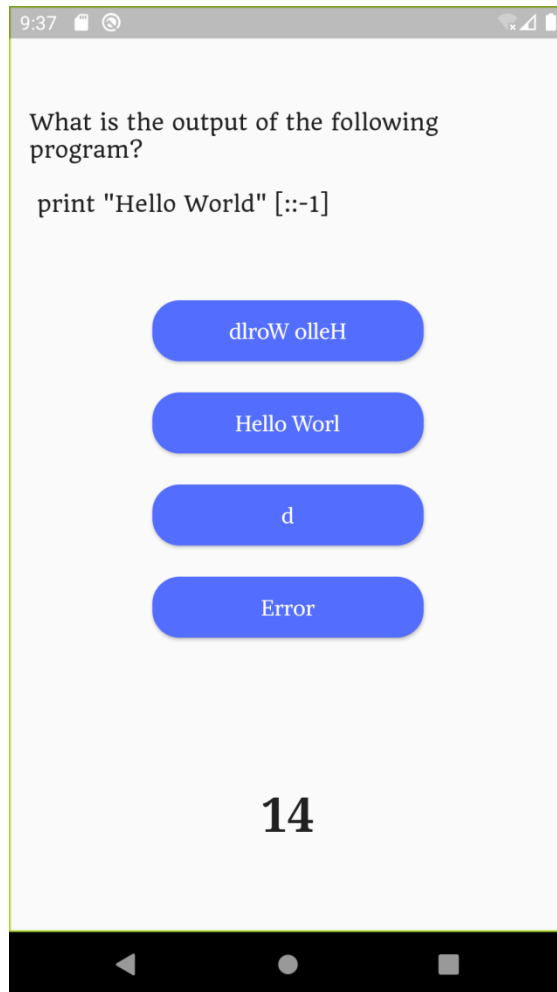 9:37
What is the output of the following
program?
print "Hello World" [::-1]
dlroW olleH
Hello Worl
d
Error
14